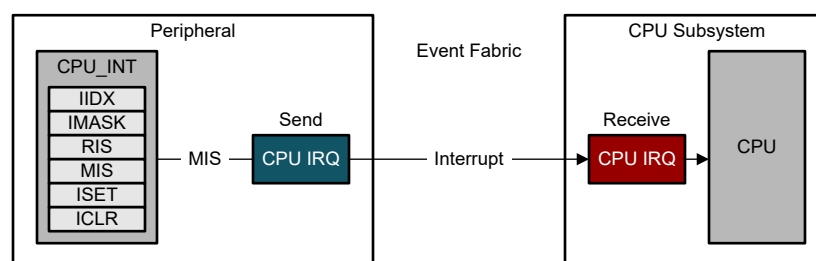 Peripheral
CPU_INT
IIDX
IMASK
RIS
MIS
ISET
ICLR
MIS
Send
CPU IRQ
Event Fabric
Interrupt
CPU Subsystem
Receive
CPU IRQ
CPU